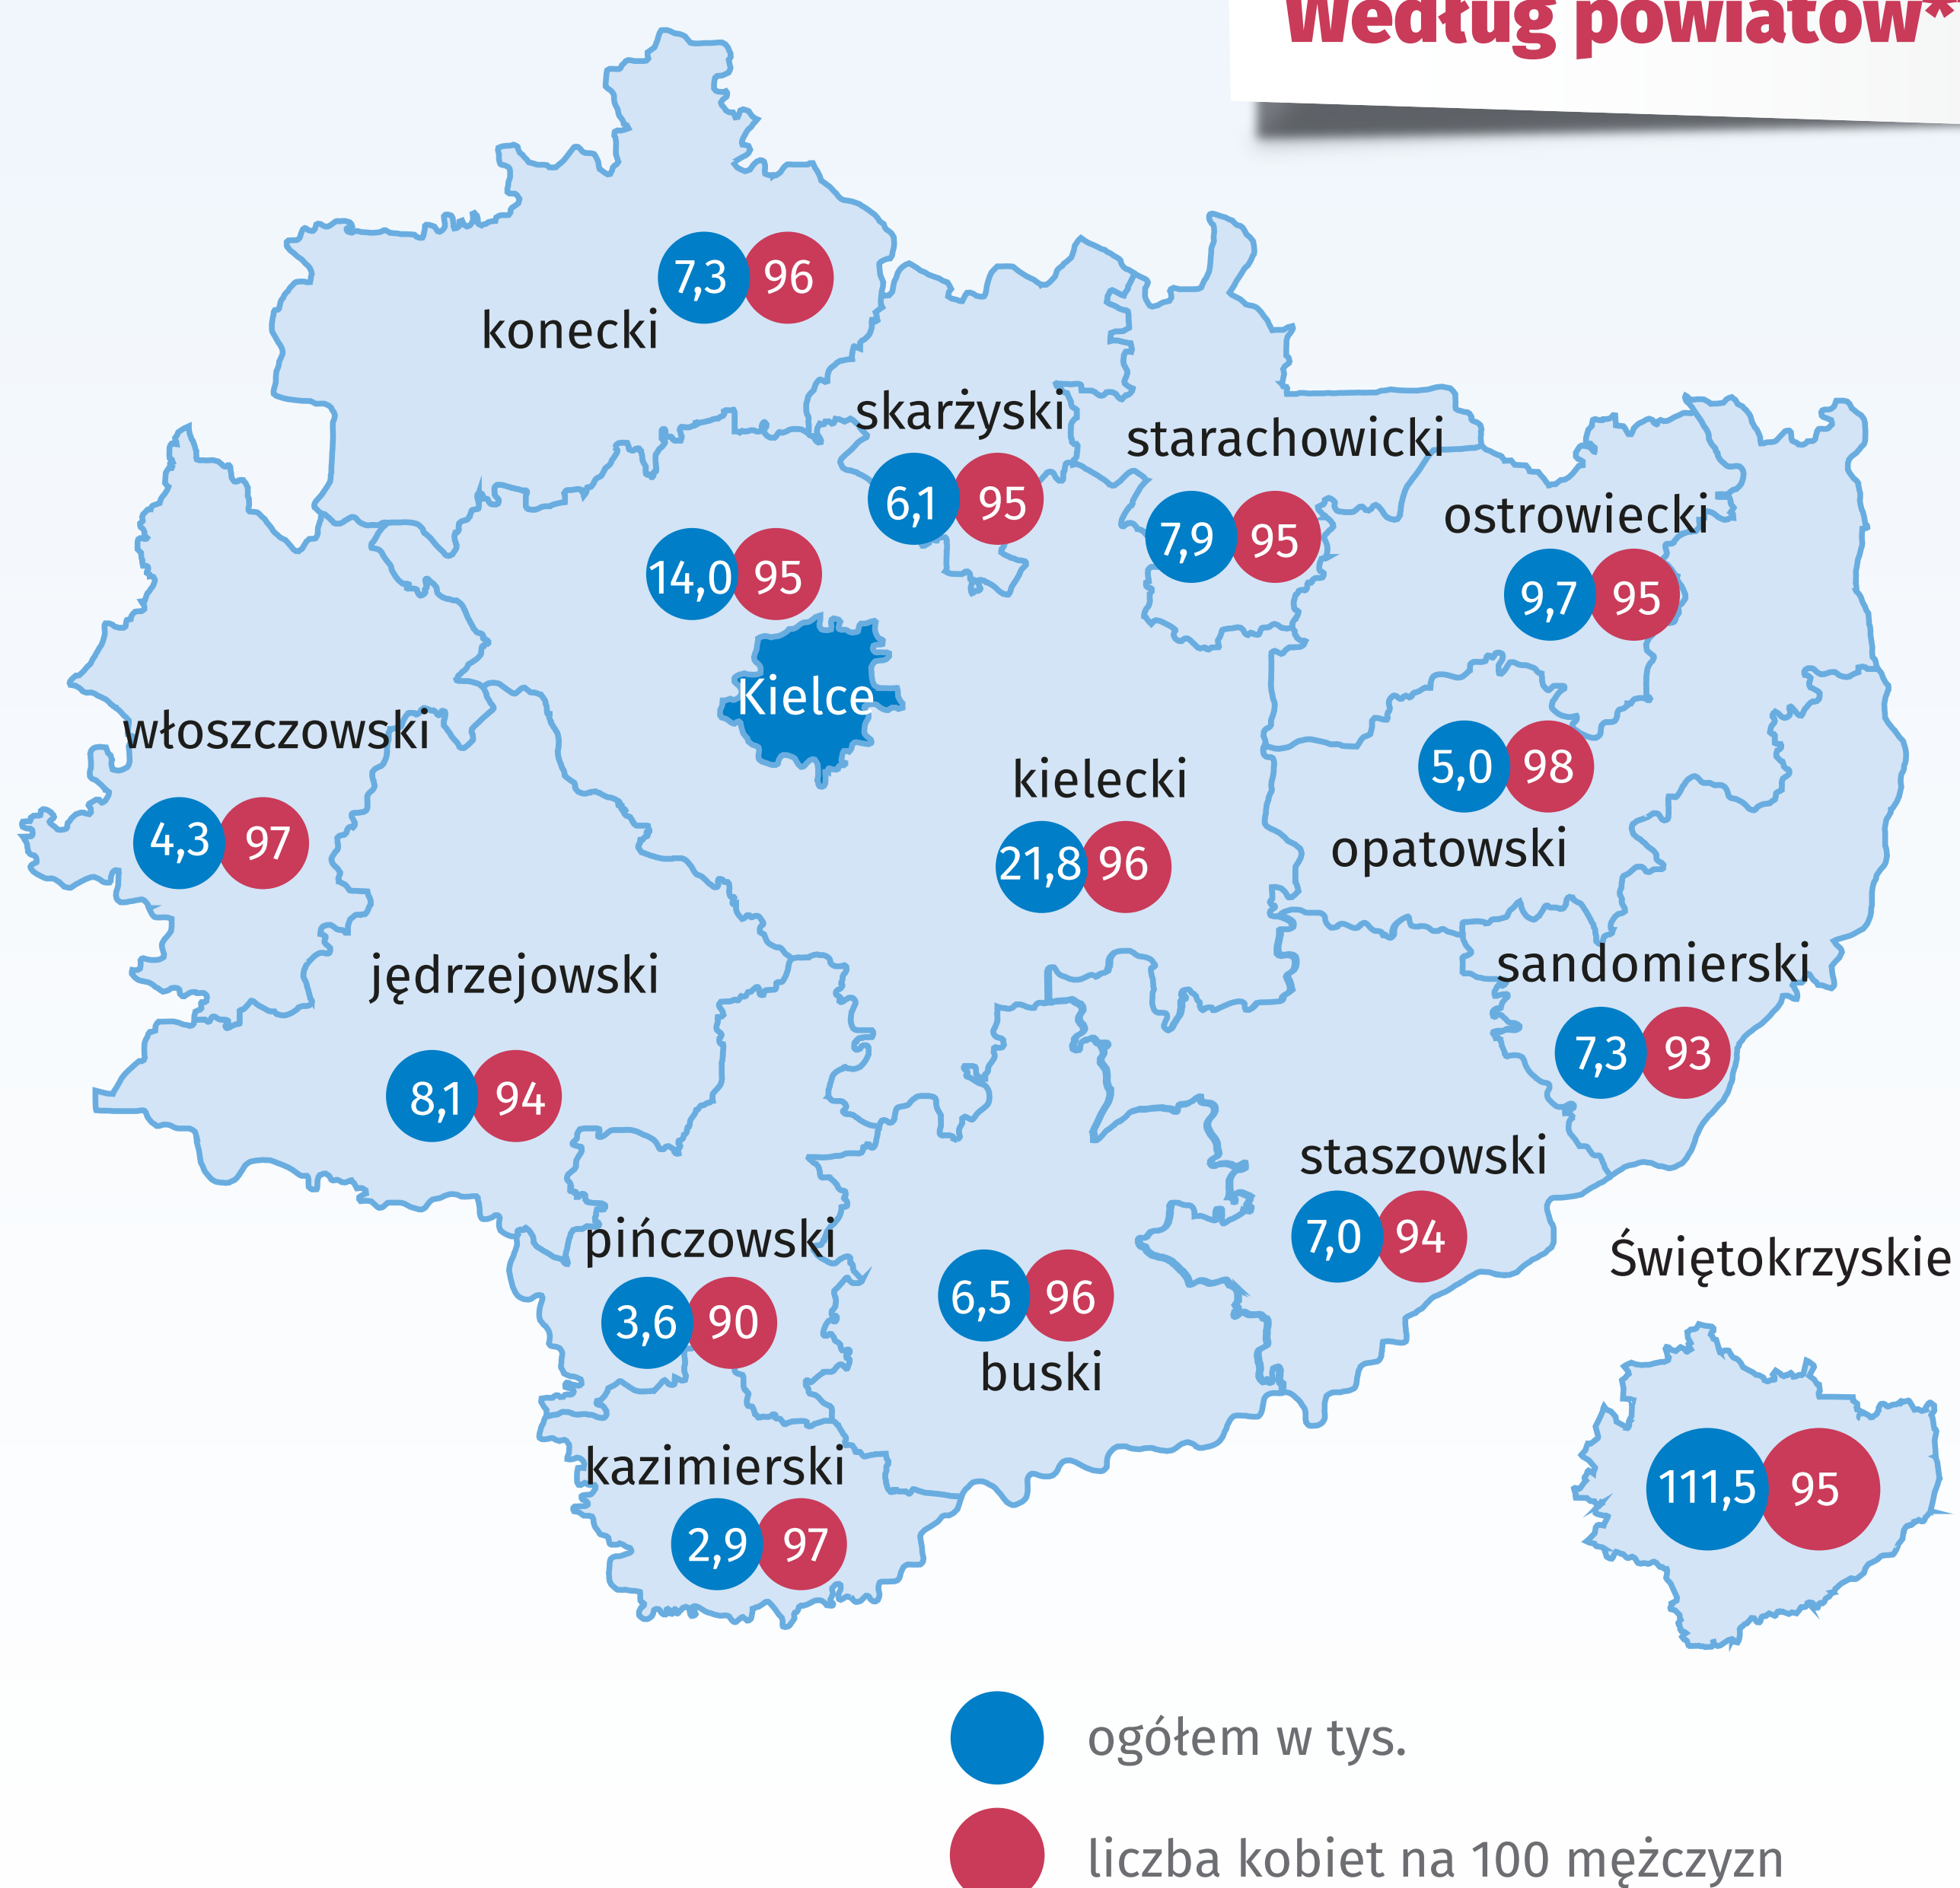 Według powiatów*
7,3 96
konecki
skarżyski
6,1 95
starachowicki
7,9 95
ostrowiecki
9,7 95
14,0 95
Kielce
włoszczowski
4,3 97
kielecki
21,8 96
5,0 98
opatowski
jędrzejowski
8,1 94
sandomierski
7,3 93
staszowski
7,0 94
pińczowski
3,6 90
6,5 96
buski
kazimierski
2,9 97
Świętokrzyskie
111,5 95
ogółem w tys.
liczba kobiet na 100 mężczyzn